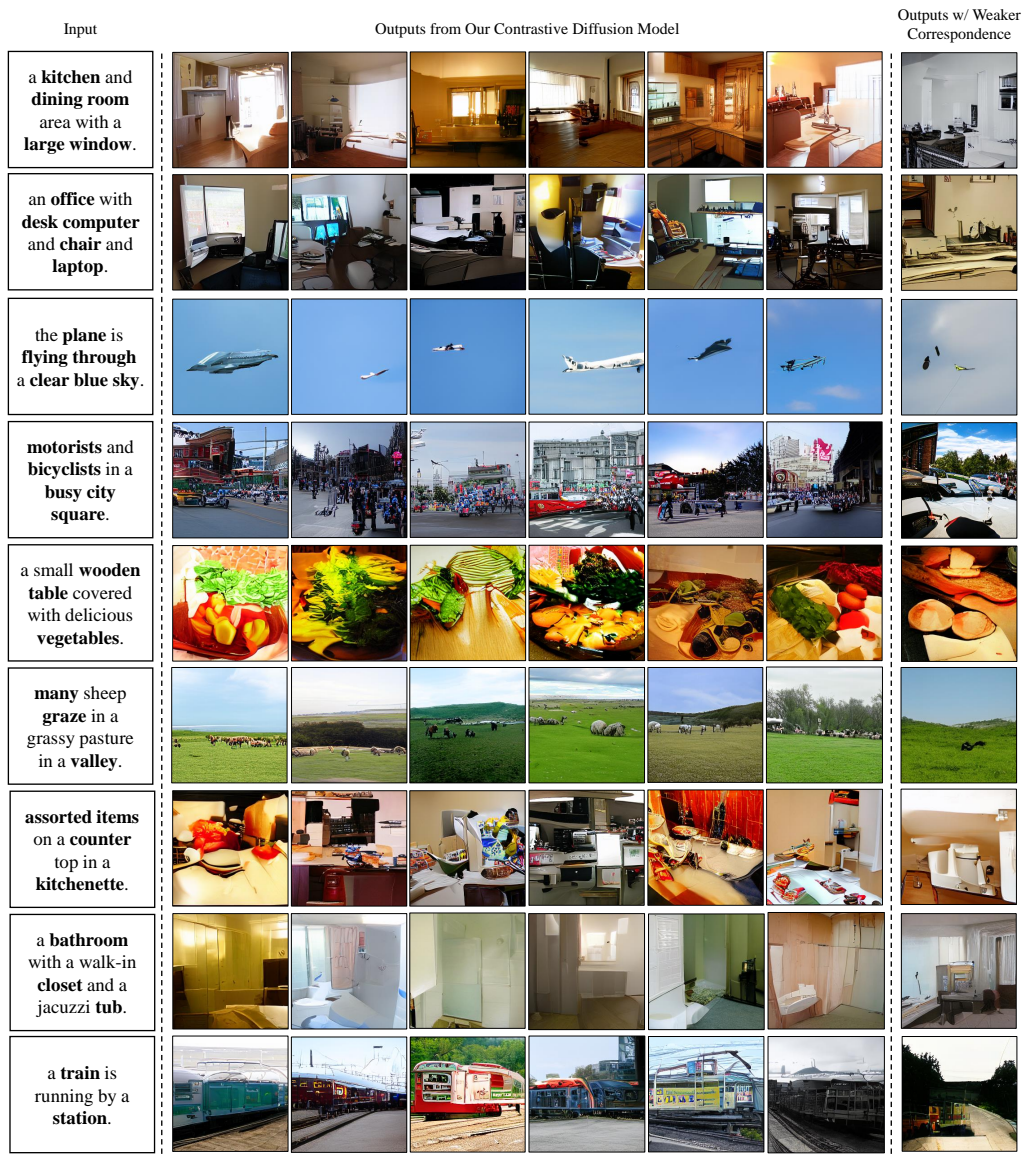 Input
Outputs from Our Contrastive Diffusion Model
Outputs w/ Weaker
Correspondence
a kitchen and
dining room
area with a
large window.
an office with
desk computer
and chair and
laptop.
the plane is
flying through
a clear blue sky.
motorists and
bicyclists in a
busy city
square.
a small wooden
table covered
with delicious
vegetables.
many sheep
graze in a
grassy pasture
in a valley.
assorted items
on a counter
top in a
kitchenette.
a bathroom
with a walk-in
closet and a
jacuzzi tub.
a train is
running by a
station.